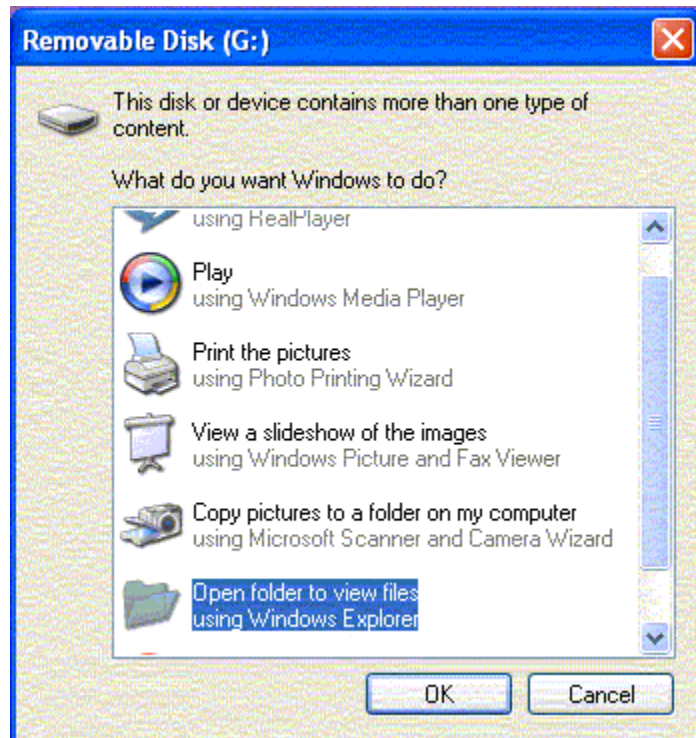 Removable Disk (G:)
This disk or device contains more than one type of
content.
What do you want Windows to do?
using RealPlayer
Play
using Windows Media Player
Print the pictures
using Photo Printing Wizard
View a slideshow of the images
using Windows Picture and Fax Viewer
Copy pictures to a folder on my computer
using Microsoft Scanner and Camera Wizard
Open folder to view files
using Windows Explorer
OK
Cancel